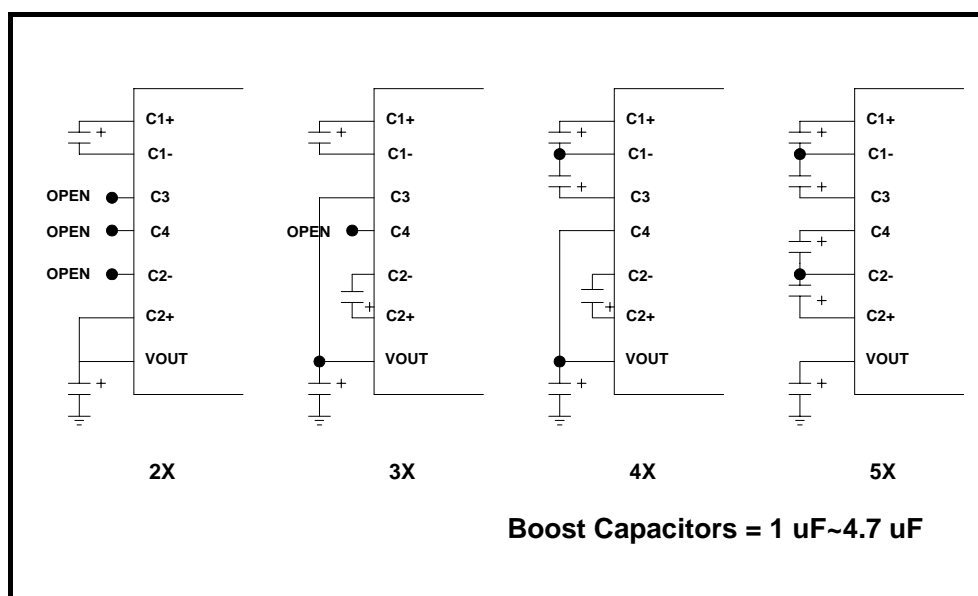 C1+
+
C1-
OPEN
C3
OPEN
C4
OPEN
C2-
C2+
VOUT
+
2X
C1+
+
C1-
C3
OPEN
C4
C2-
+
C2+
VOUT
+
3X
C1+
+
C1-
+
C3
C4
C2-
+
C2+
VOUT
+
4X
C1+
+
C1-
+
C3
C4
+
C2-
+
C2+
VOUT
+
5X
Boost Capacitors = 1 uF~4.7 uF